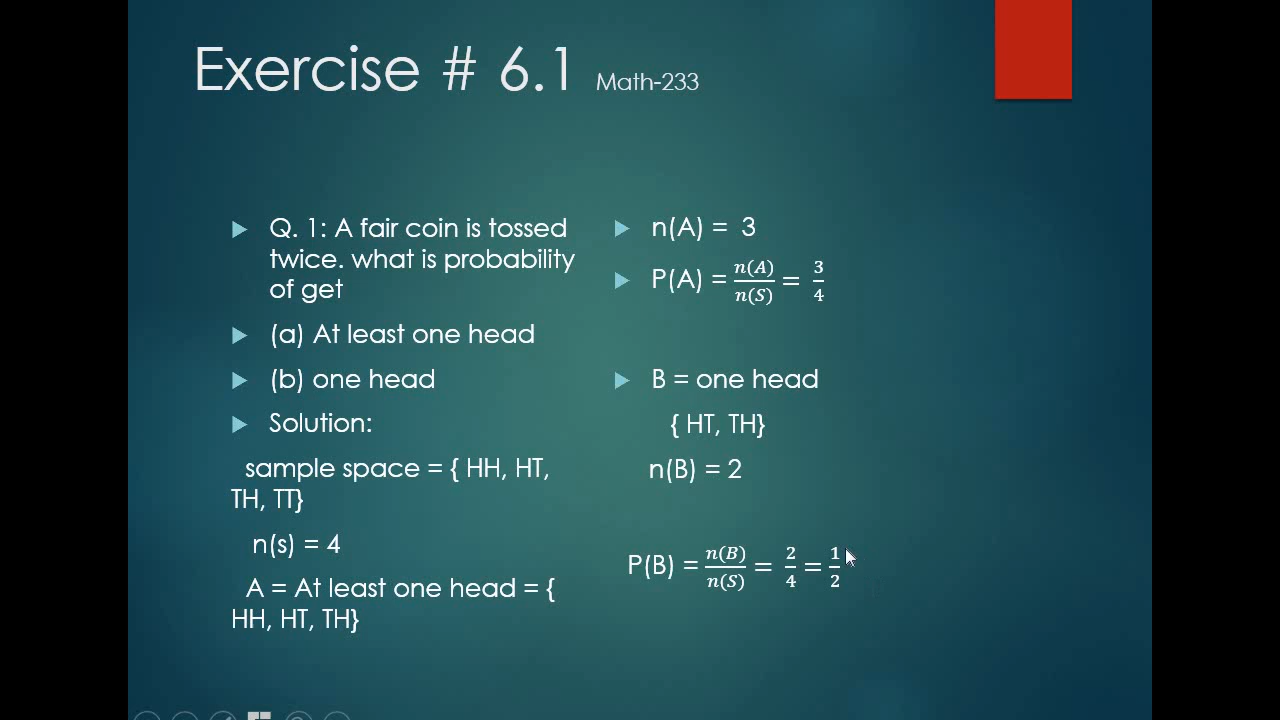 Exercise # 6.1 Math-233
Q. 1: A fair coin is tossed
twice. what is probability
of get
(a) At least one head
(b) one head
Solution:
sample space = { HH, HT,
TH, TT}
n(s) = 4
A = At least one head = {
HH, HT, TH}
n(A) = 3
P(A) = n(A)/n(S) = 3/4
B = one head
{ HT, TH}
n(B) = 2
P(B) = n(B)/n(S) = 2/4 = 1/2